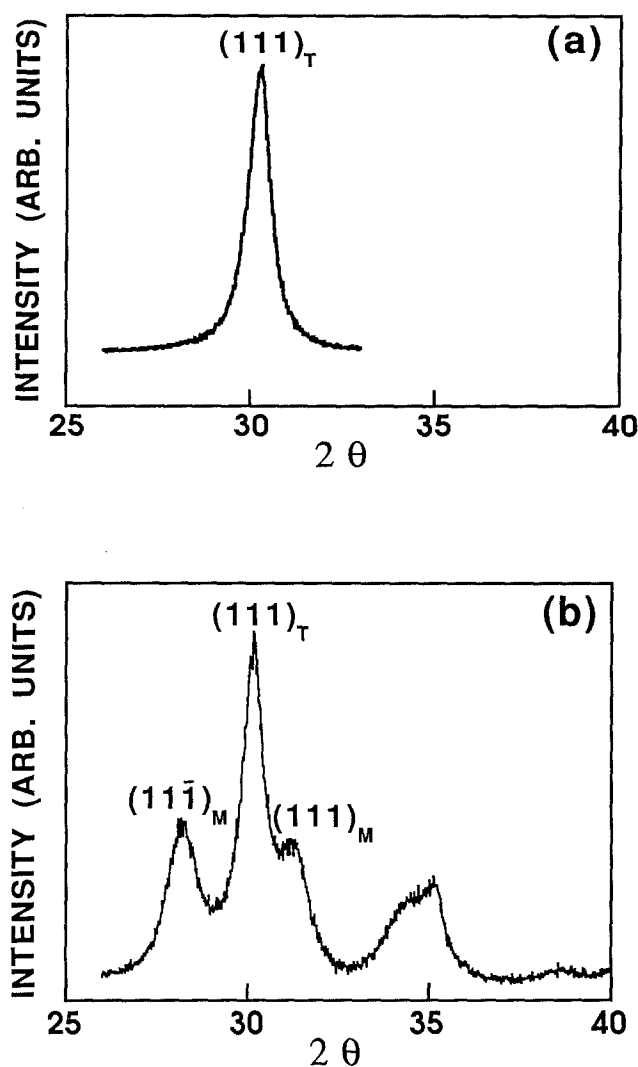 INTENSITY (ARB. UNITS)
(a)
(111)T
25 30 35 40
2 θ
INTENSITY (ARB. UNITS)
(b)
(111)T
(111̄)M
(111)M
25 30 35 40
2 θ